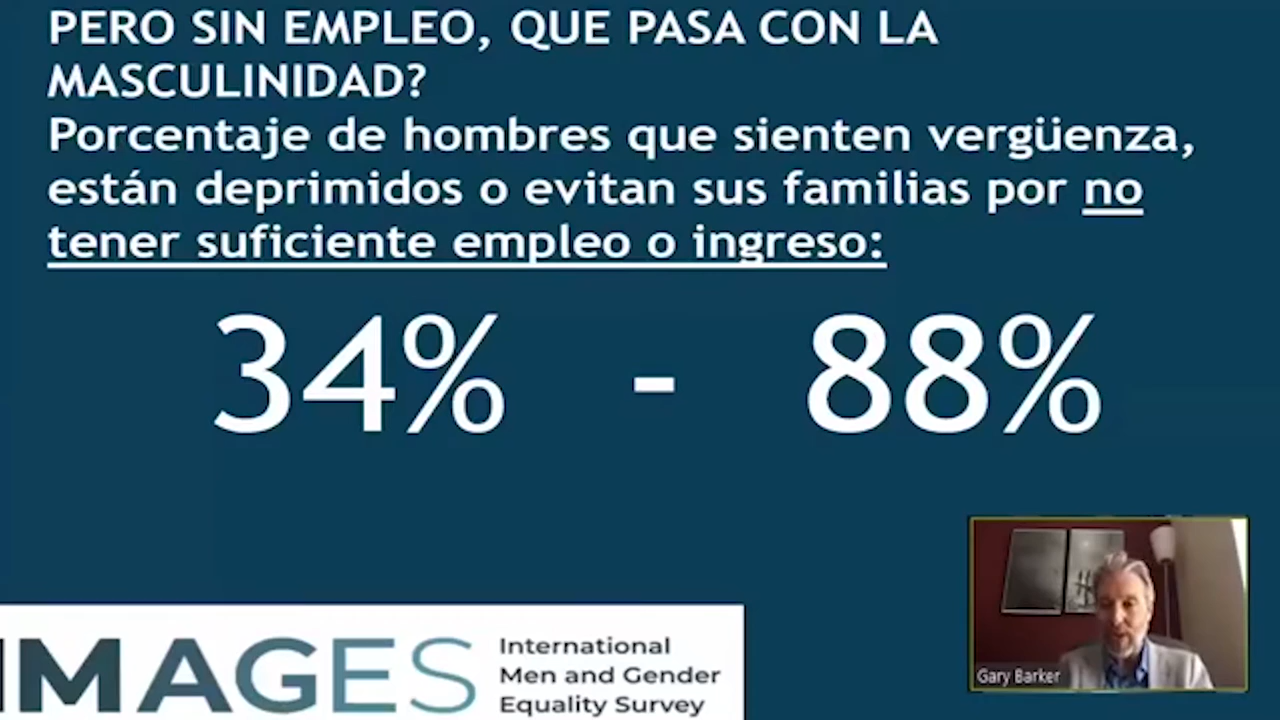 PERO SIN EMPLEO, QUE PASA CON LA
MASCULINIDAD?
Porcentaje de hombres que sienten vergüenza,
están deprimidos o evitan sus familias por no
tener suficiente empleo o ingreso:
34% - 88%
IMAGES
International
Men and Gender
Equality Survey
Gary Barker